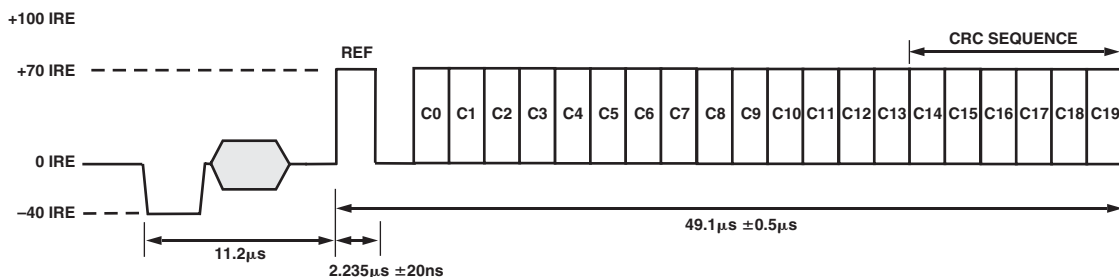 +100 IRE
REF
CRC SEQUENCE
+70 IRE
C0 C1 C2 C3 C4 C5 C6 C7 C8 C9 C10 C11 C12 C13 C14 C15 C16 C17 C18 C19
0 IRE
–40 IRE
49.1μs ±0.5μs
11.2μs
2.235μs ±20ns